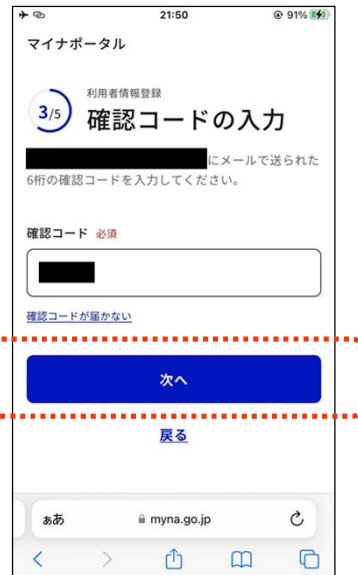 21:50
91%
マイナポータル
3/5
利用者情報登録
確認コードの入力
にメールで送られた
6桁の確認コードを入力してください。
確認コード 必須
確認コードが届かない
次へ
戻る
ぁあ
myna.go.jp